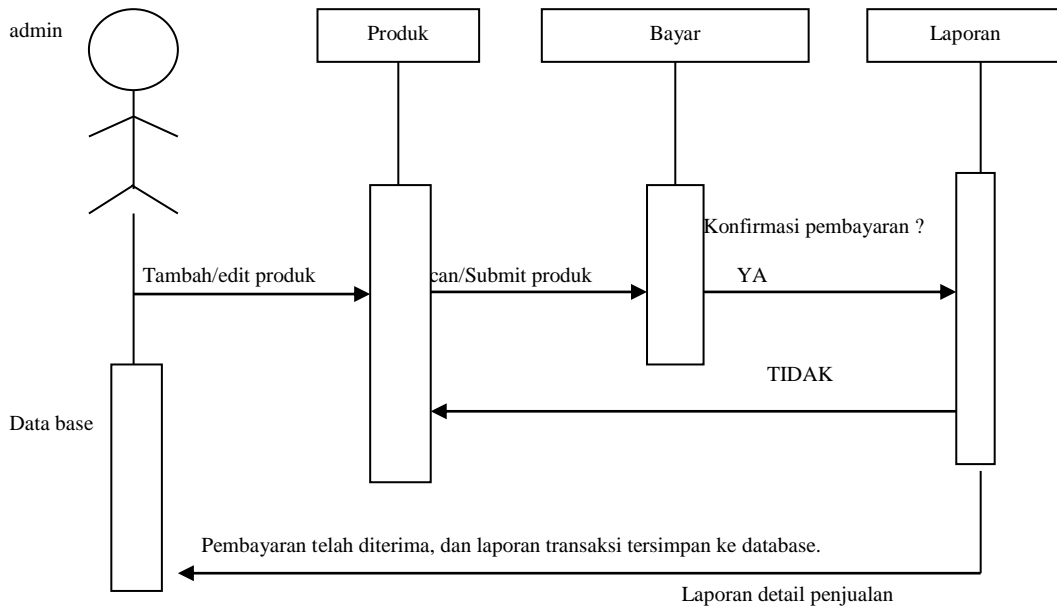 admin
Produk
Bayar
Laporan
Konfirmasi pembayaran ?
Tambah/edit produk
can/Submit produk
YA
TIDAK
Data base
Pembayaran telah diterima, dan laporan transaksi tersimpan ke database.
Laporan detail penjualan